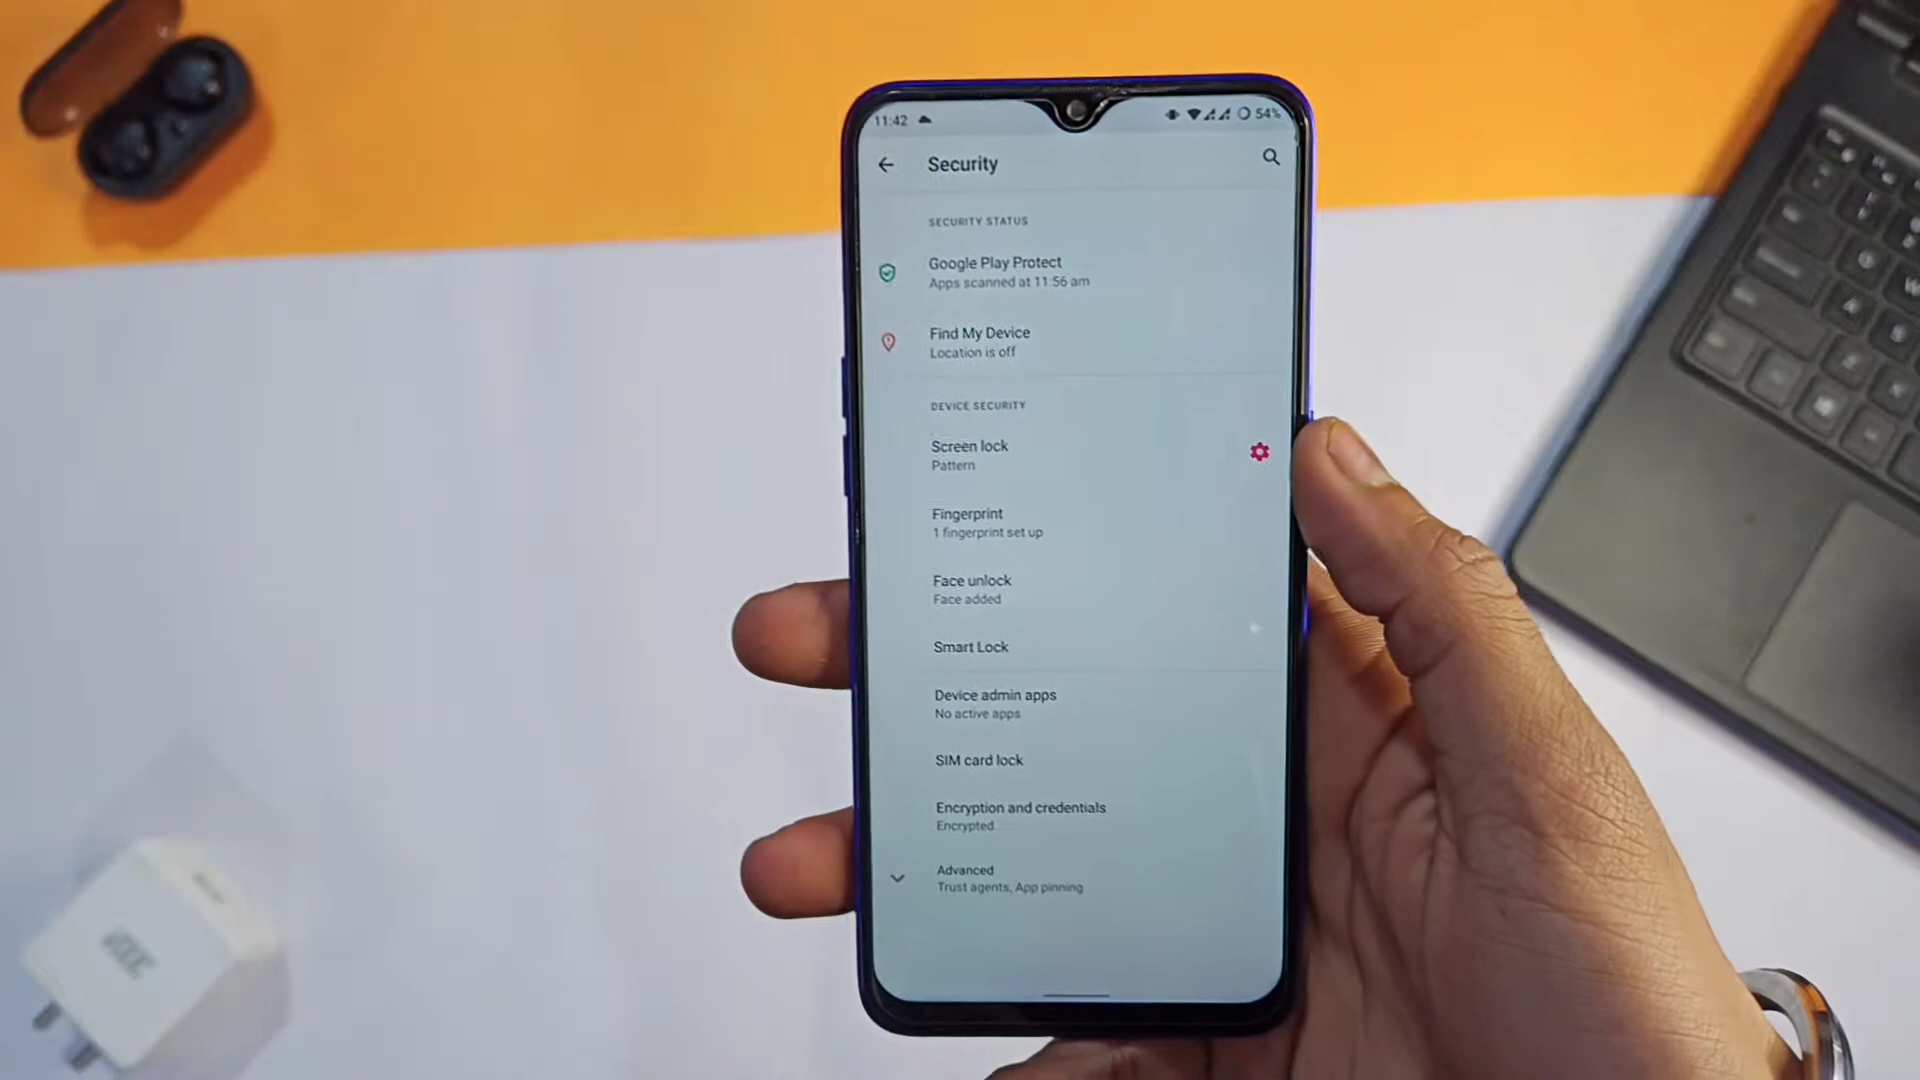 11:42
54%
Security
SECURITY STATUS
Google Play Protect
Apps scanned at 11:56 am
Find My Device
Location is off
DEVICE SECURITY
Screen lock
Pattern
Fingerprint
1 fingerprint set up
Face unlock
Face added
Smart Lock
Device admin apps
No active apps
SIM card lock
Encryption and credentials
Encrypted
Advanced
Trust agents, App pinning